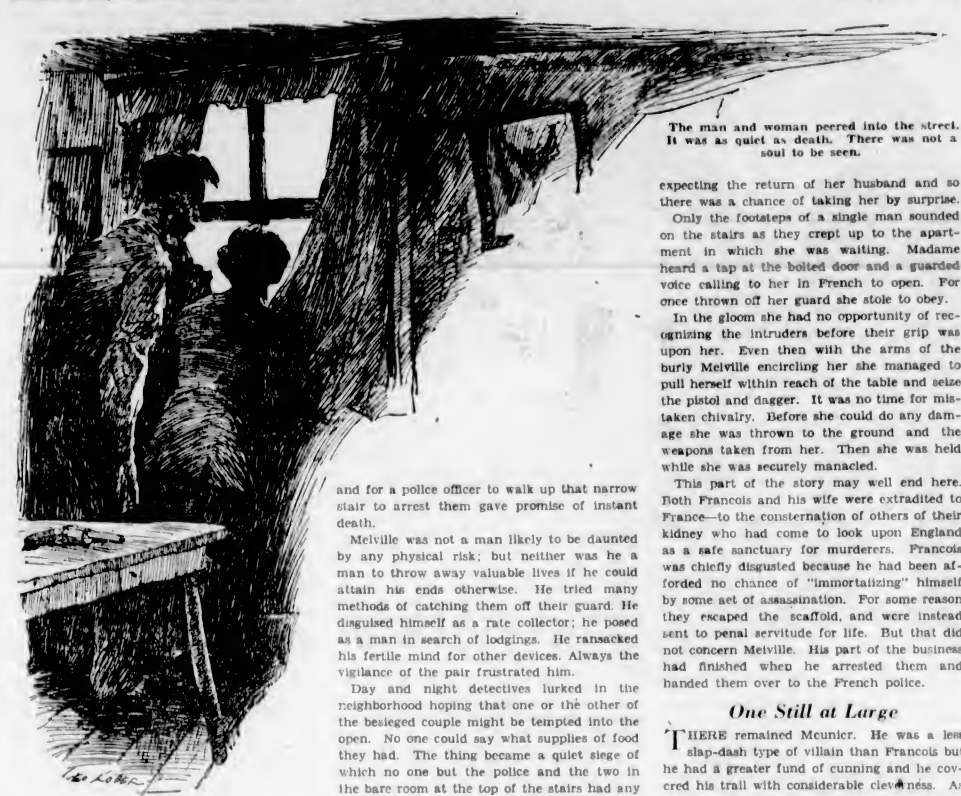 The man and woman peered into the street.
It was as quiet as death. There was not a
soul to be seen.
and for a police officer to walk up that narrow
stair to arrest them gave promise of instant
death.
Melville was not a man likely to be daunted
by any physical risk; but neither was he a
man to throw away valuable lives if he could
attain his ends otherwise. He tried many
methods of catching them off their guard. He
disguised himself as a rate collector; he posed
as a man in search of lodgings. He ransacked
his fertile mind for other devices. Always the
vigilance of the pair frustrated him.
Day and night detectives lurked in the
neighborhood hoping that one or the other of
the besieged couple might be tempted into the
open. No one could say what supplies of food
they had. The thing became a quiet siege of
which no one but the police and the two in
the bare room at the top of the stairs had any
expecting the return of her husband and so
there was a chance of taking her by surprise.
Only the footsteps of a single man sounded
on the stairs as they crept up to the apart-
ment in which she was waiting. Madame
heard a tap at the bolted door and a guarded
voice calling to her in French to open. For
once thrown off her guard she stole to obey.
In the gloom she had no opportunity of rec-
ognizing the intruders before their grip was
upon her. Even then with the arms of the
burly Melville encircling her she managed to
pull herself within reach of the table and seize
the pistol and dagger. It was no time for mis-
taken chivalry. Before she could do any dam-
age she was thrown to the ground and the
weapons taken from her. Then she was held
while she was securely manacled.
This part of the story may well end here.
Both Francois and his wife were extradited to
France—to the consternation of others of their
kidney who had come to look upon England
as a safe sanctuary for murderers. Francois
was chiefly disgusted because he had been af-
forded no chance of "immortalizing" himself
by some act of assassination. For some reason
they escaped the scaffold, and were instead
sent to penal servitude for life. But that did
not concern Melville. His part of the business
had finished when he arrested them and
handed them over to the French police.
One Still at Large
THERE remained Meunier. He was a less
slap-dash type of villain than Francois but
he had a greater fund of cunning and he cov-
ered his trail with considerable cleverness. As